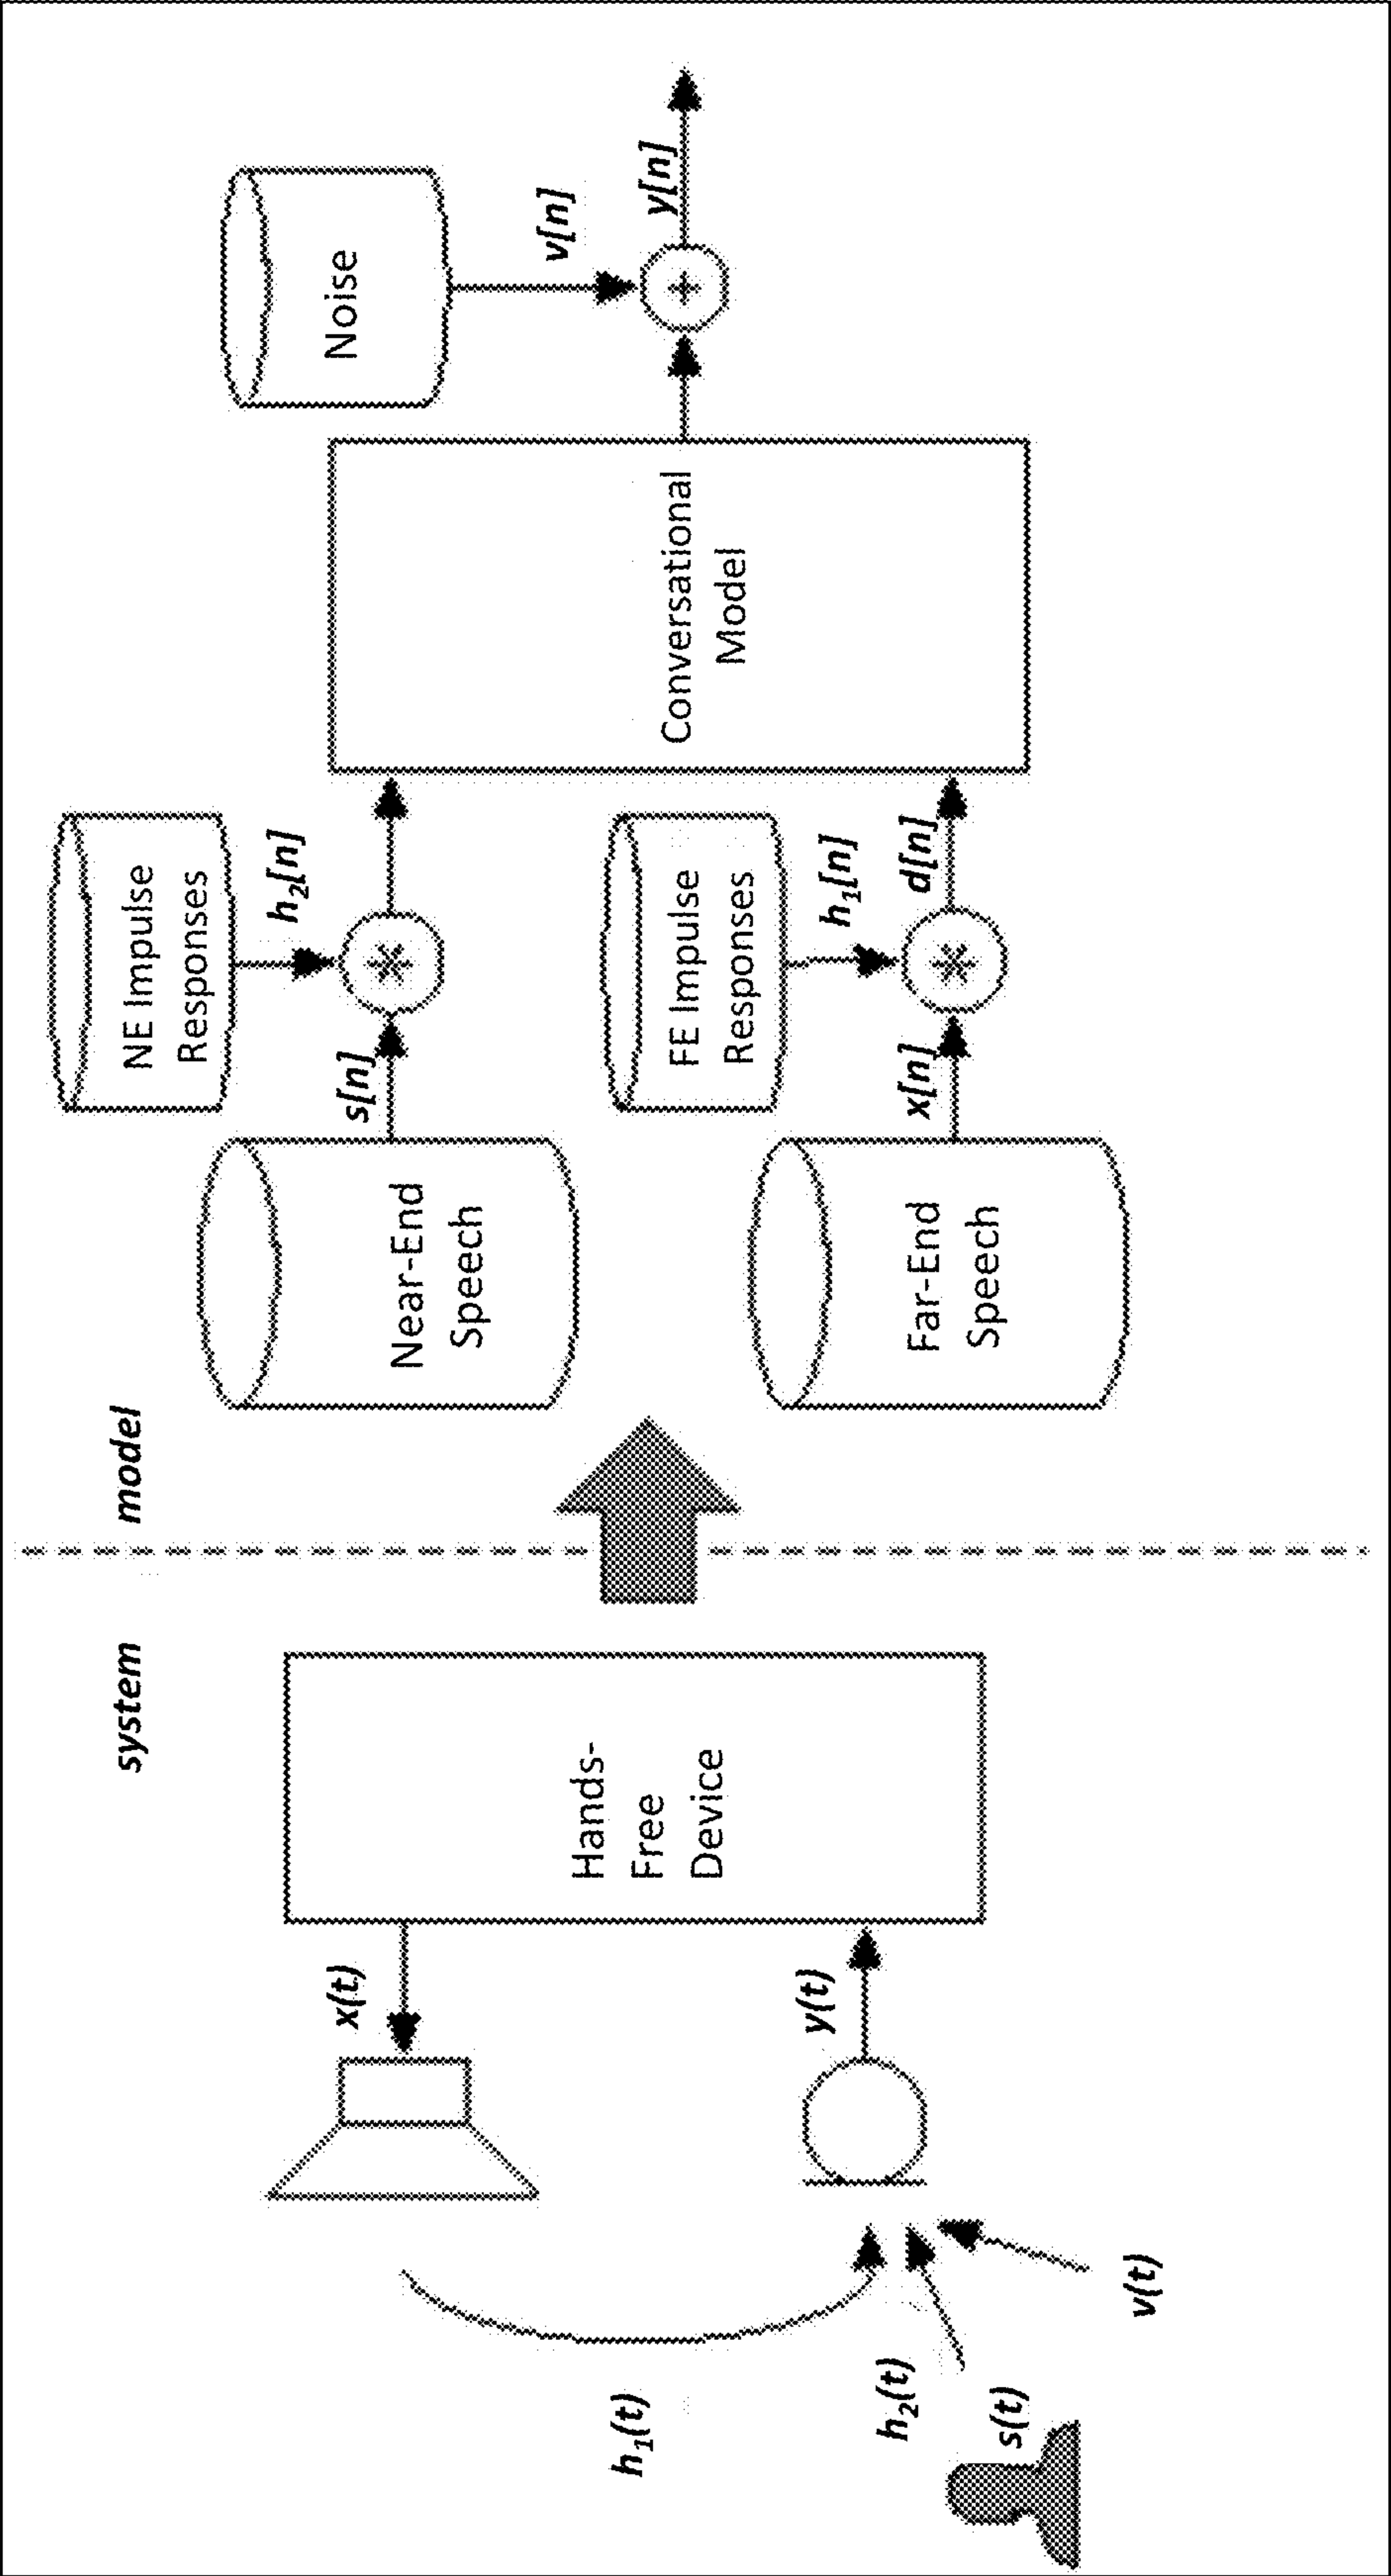 system
model
x(t)
y(t)
h₁(t)
h₂(t)
s(t)
v(t)
Hands-
Free
Device
Near-End
Speech
s[n]
NE Impulse
Responses
h₂[n]
Far-End
Speech
x[n]
FE Impulse
Responses
h₁[n]
d[n]
Conversational
Model
Noise
v[n]
+
y[n]